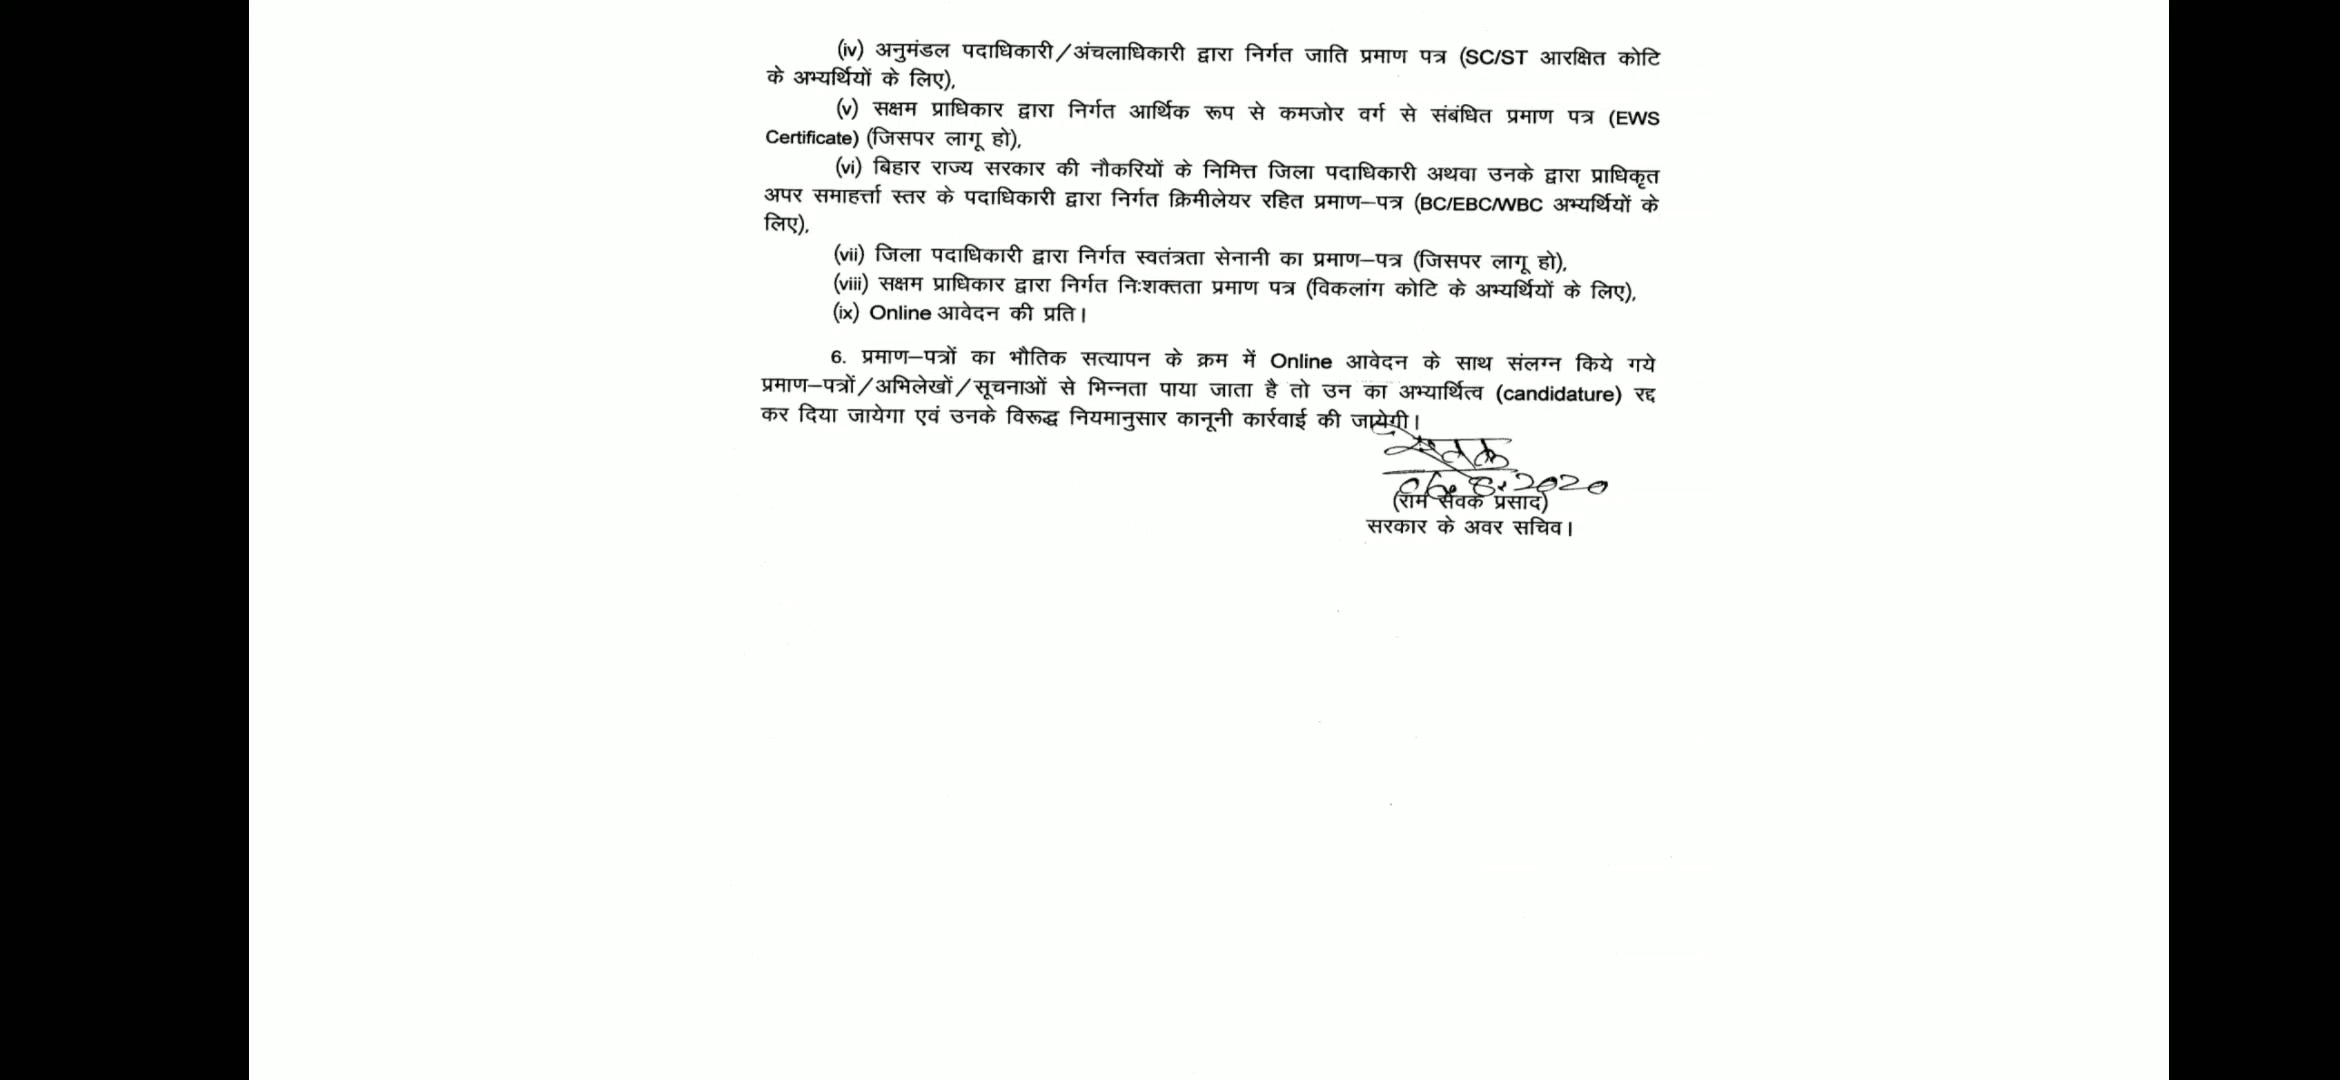 (iv) अनुमंडल पदाधिकारी/अंचलाधिकारी द्वारा निर्गत जाति प्रमाण पत्र (SC/ST आरक्षित कोटि
के अभ्यर्थियों के लिए),
(v) सक्षम प्राधिकार द्वारा निर्गत आर्थिक रूप से कमजोर वर्ग से संबंधित प्रमाण पत्र (EWS
Certificate) (जिसपर लागू हो),
(vi) बिहार राज्य सरकार की नौकरियों के निमित्त जिला पदाधिकारी अथवा उनके द्वारा प्राधिकृत
अपर समाहर्त्ता स्तर के पदाधिकारी द्वारा निर्गत क्रिमीलेयर रहित प्रमाण–पत्र (BC/EBC/WBC अभ्यर्थियों के
लिए),
(vii) जिला पदाधिकारी द्वारा निर्गत स्वतंत्रता सेनानी का प्रमाण–पत्र (जिसपर लागू हो),
(viii) सक्षम प्राधिकार द्वारा निर्गत निःशक्तता प्रमाण पत्र (विकलांग कोटि के अभ्यर्थियों के लिए),
(ix) Online आवेदन की प्रति।
6. प्रमाण–पत्रों का भौतिक सत्यापन के क्रम में Online आवेदन के साथ संलग्न किये गये
प्रमाण–पत्रों/अभिलेखों/सूचनाओं से भिन्नता पाया जाता है तो उन का अभ्यार्थित्व (candidature) रद्द
कर दिया जायेगा एवं उनके विरूद्ध नियमानुसार कानूनी कार्रवाई की जायेगी।
06.8.2020
(राम सेवक प्रसाद)
सरकार के अवर सचिव।